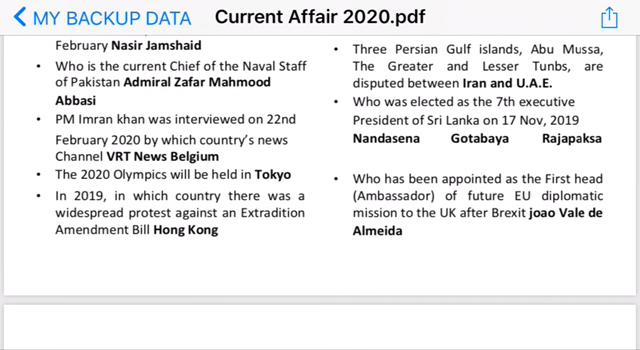 MY BACKUP DATA
Current Affair 2020.pdf
February Nasir Jamshaid
• Who is the current Chief of the Naval Staff
of Pakistan Admiral Zafar Mahmood
Abbasi
• PM Imran khan was interviewed on 22nd
February 2020 by which country's news
Channel VRT News Belgium
• The 2020 Olympics will be held in Tokyo
• In 2019, in which country there was a
widespread protest against an Extradition
Amendment Bill Hong Kong
• Three Persian Gulf islands, Abu Mussa,
The Greater and Lesser Tunbs, are
disputed between Iran and U.A.E.
• Who was elected as the 7th executive
President of Sri Lanka on 17 Nov, 2019
Nandasena Gotabaya Rajapaksa
• Who has been appointed as the First head
(Ambassador) of future EU diplomatic
mission to the UK after Brexit joao Vale de
Almeida